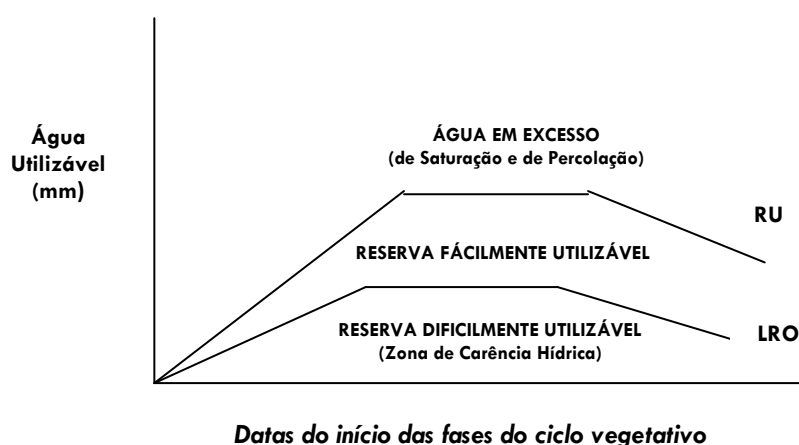 Água
Utilizável
(mm)
ÁGUA EM EXCESSO
(de Saturação e de Percolação)
RU
RESERVA FÁCILMENTE UTILIZÁVEL
RESERVA DIFICILMENTE UTILIZÁVEL
(Zona de Carência Hídrica)
LRO
Datas do início das fases do ciclo vegetativo